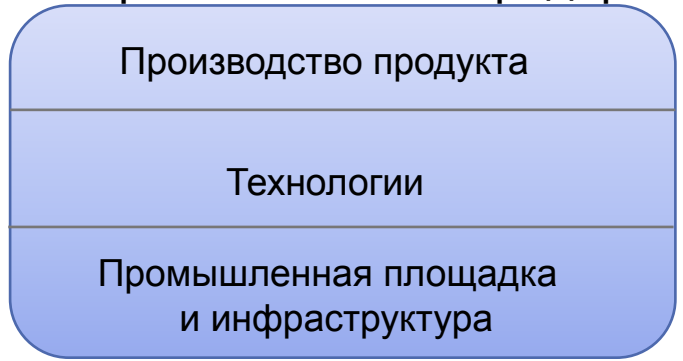 Производство продукта
Технологии
Промышленная площадка
и инфраструктура